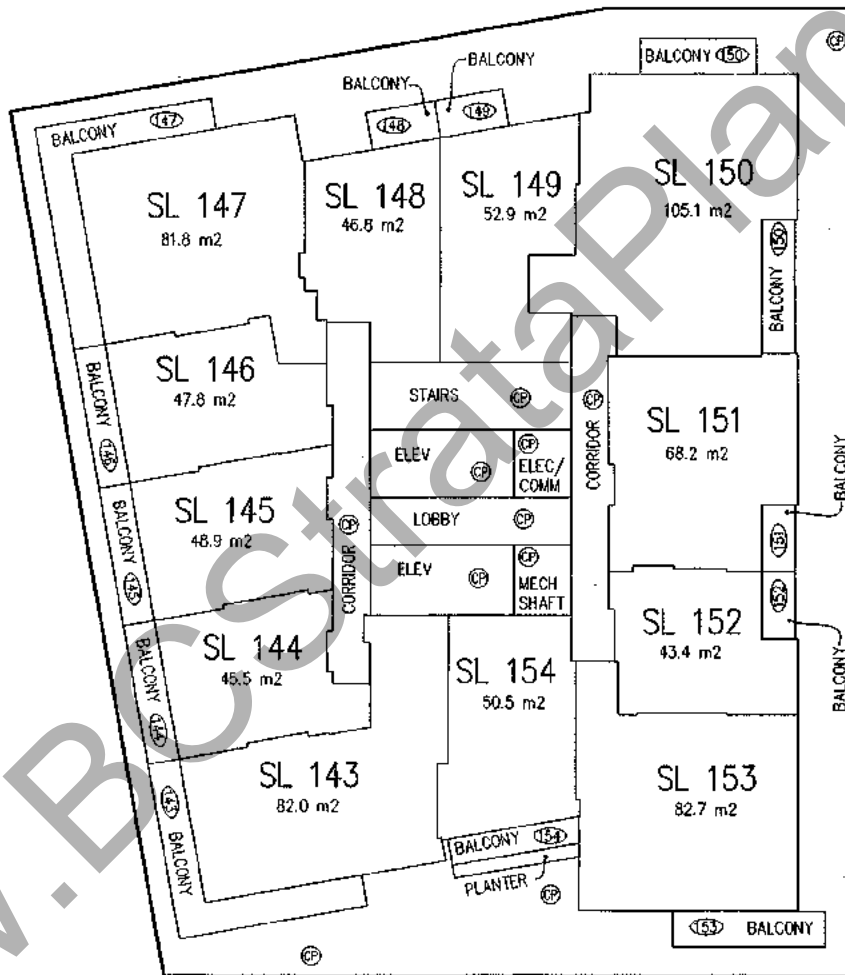 BALCONY 150
CP
BALCONY
BALCONY
BALCONY 147
148
149
SL 147
81.8 m2
SL 148
46.8 m2
SL 149
52.9 m2
SL 150
105.1 m2
BALCONY 150
SL 146
47.8 m2
BALCONY 146
STAIRS CP
CORRIDOR CP
SL 151
68.2 m2
ELEV CP
CP
ELEC/
COMM
BALCONY
151
SL 145
48.9 m2
BALCONY 145
LOBBY CP
CORRIDOR CP
ELEV CP
CP
MECH
SHAFT
152
BALCONY
SL 152
43.4 m2
SL 144
45.5 m2
BALCONY 144
SL 154
50.5 m2
SL 143
82.0 m2
143 BALCONY
SL 153
82.7 m2
BALCONY 154
PLANTER
CP
153 BALCONY
CP
.BCStrataPlan